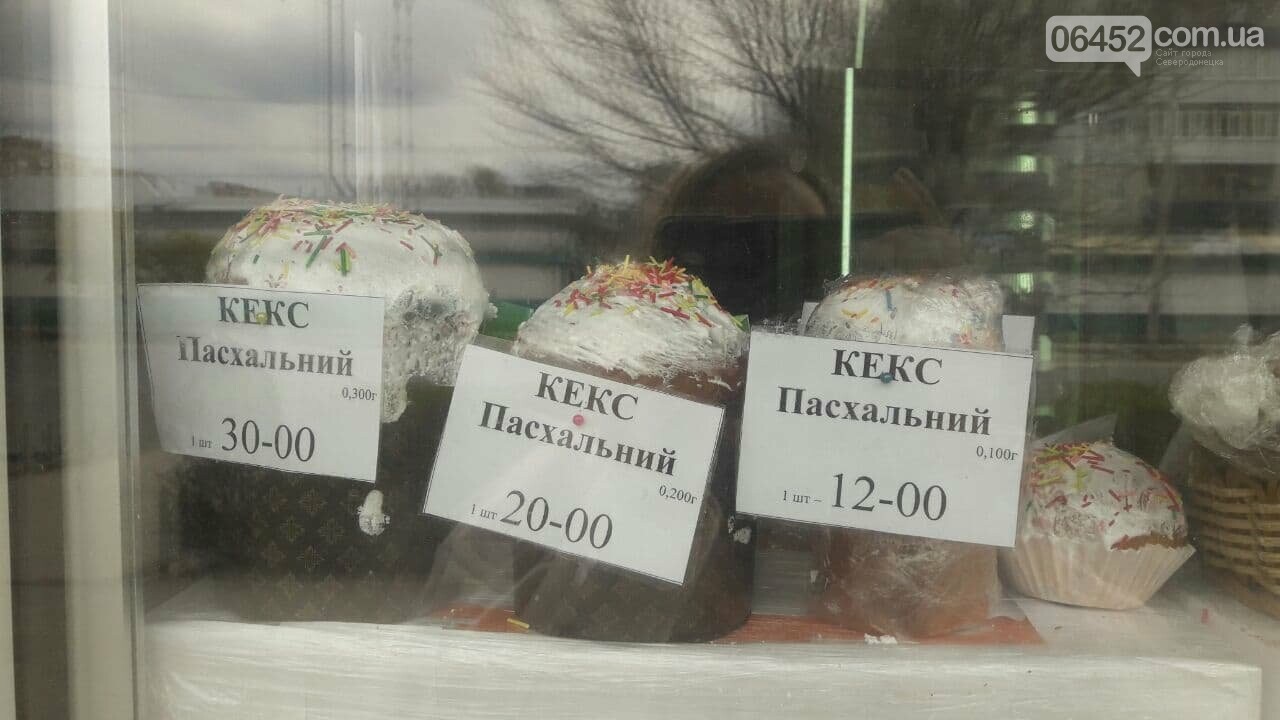 06452 com.ua
Сайт города
Северодонецка
КЕКС
Пасхальний
0,300г
1 шт 30-00
КЕКС
Пасхальний
0,200г
1 шт 20-00
КЕКС
Пасхальний
0,100г
1 шт – 12-00